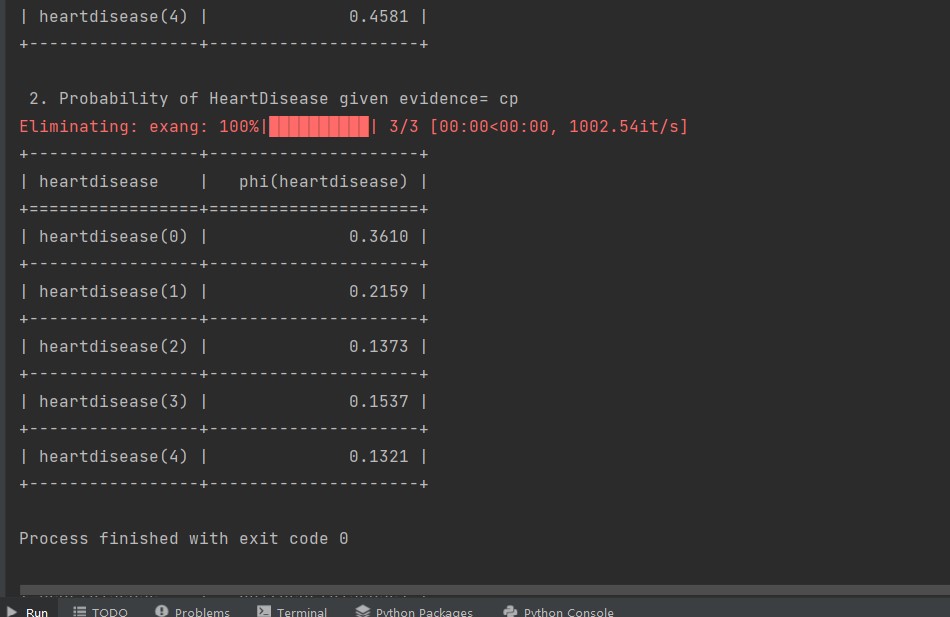 | heartdisease(4) |              0.4581 |
+-----------------+---------------------+
2. Probability of HeartDisease given evidence= cp
Eliminating: exang: 100%|██████████| 3/3 [00:00<00:00, 1002.54it/s]
+-----------------+---------------------+
| heartdisease    |   phi(heartdisease) |
+=================+=====================+
| heartdisease(0) |              0.3610 |
+-----------------+---------------------+
| heartdisease(1) |              0.2159 |
+-----------------+---------------------+
| heartdisease(2) |              0.1373 |
+-----------------+---------------------+
| heartdisease(3) |              0.1537 |
+-----------------+---------------------+
| heartdisease(4) |              0.1321 |
+-----------------+---------------------+
Process finished with exit code 0
Run TODO Problems Terminal Python Packages Python Console